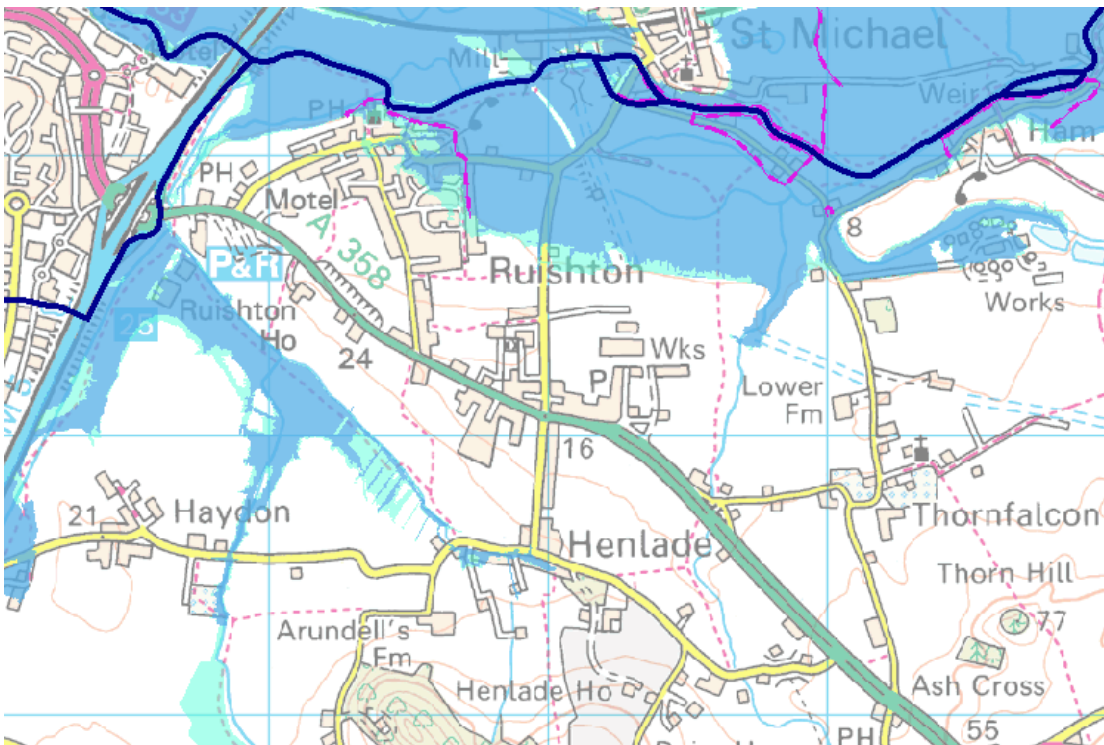 St Michael
Mill
Weir
PH
Ham
PH
Motel
A 358
8
P&R
Ruishton
Works
25
Ruishton
Ho
24
Wks
P
Lower
Fm
16
21
Haydon
Thornfalcon
Henlade
Thorn Hill
Arundell's
Fm
77
Henlade Ho
Ash Cross
55
PH